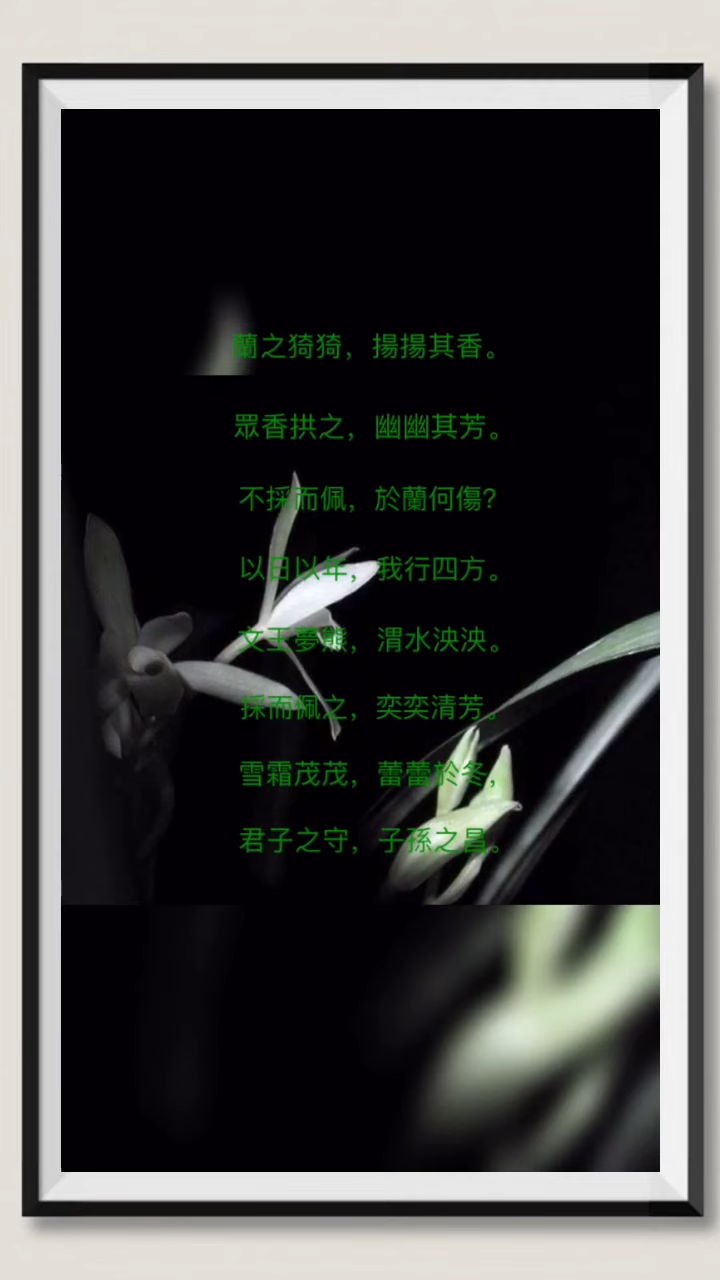 蘭之猗猗，揚揚其香。
眾香拱之，幽幽其芳。
不採而佩，於蘭何傷？
以日以年，我行四方。
文王夢熊，渭水泱泱。
採而佩之，奕奕清芳。
雪霜茂茂，蕾蕾於冬，
君子之守，子孫之昌。